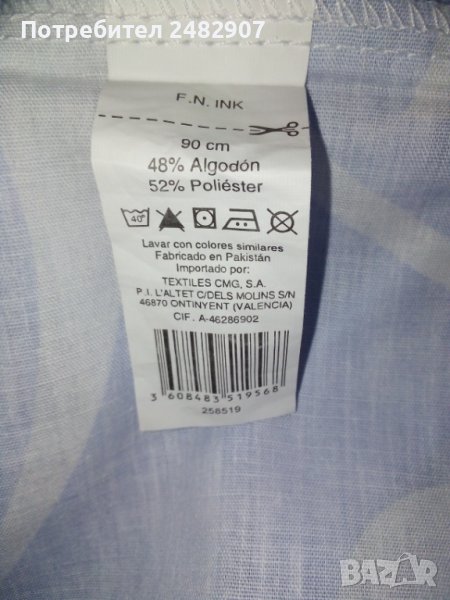 Потребител 2482907
F.N. INK
90 cm
48% Algodón
52% Poliéster
40°
Lavar con colores similares
Fabricado en Pakistán
Importado por:
TEXTILES CMG, S.A.
P.I. L'ALTET C/DELS MOLINS S/N
46870 ONTINYENT (VALENCIA)
CIF. A-46286902
3 608483 519568
258519
BAZAR